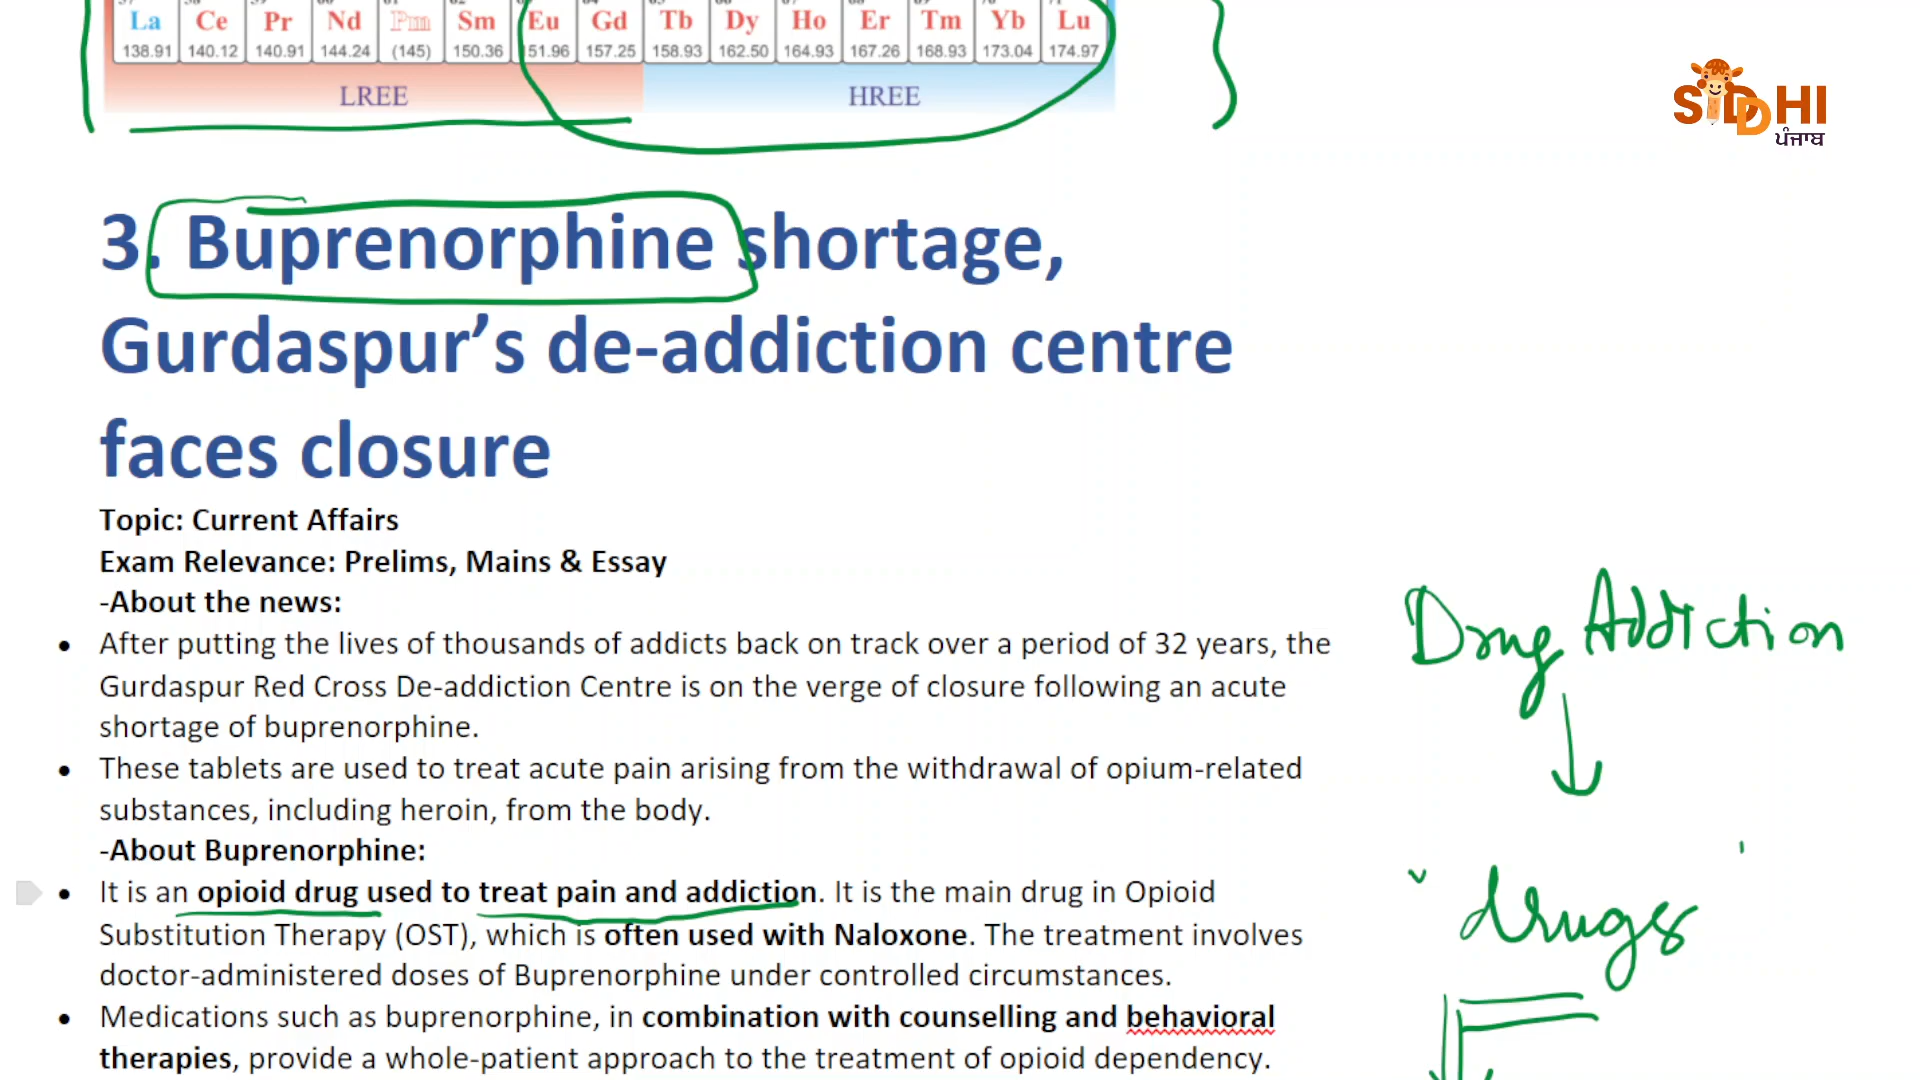 La Ce Pr Nd Pm Sm Eu Gd Tb Dy Ho Er Tm Yb Lu
138.91 140.12 140.91 144.24 (145) 150.36 51.96 157.25 158.93 162.50 164.93 167.26 168.93 173.04 174.97
LREE HREE
SIDDHI
ਪੰਜਾਬ
3. Buprenorphine shortage,
Gurdaspur’s de-addiction centre
faces closure
Topic: Current Affairs
Exam Relevance: Prelims, Mains & Essay
-About the news:
• After putting the lives of thousands of addicts back on track over a period of 32 years, the
Gurdaspur Red Cross De-addiction Centre is on the verge of closure following an acute
shortage of buprenorphine.
• These tablets are used to treat acute pain arising from the withdrawal of opium-related
substances, including heroin, from the body.
-About Buprenorphine:
• It is an opioid drug used to treat pain and addiction. It is the main drug in Opioid
Substitution Therapy (OST), which is often used with Naloxone. The treatment involves
doctor-administered doses of Buprenorphine under controlled circumstances.
• Medications such as buprenorphine, in combination with counselling and behavioral
therapies, provide a whole-patient approach to the treatment of opioid dependency.
Drug Addiction
"druges